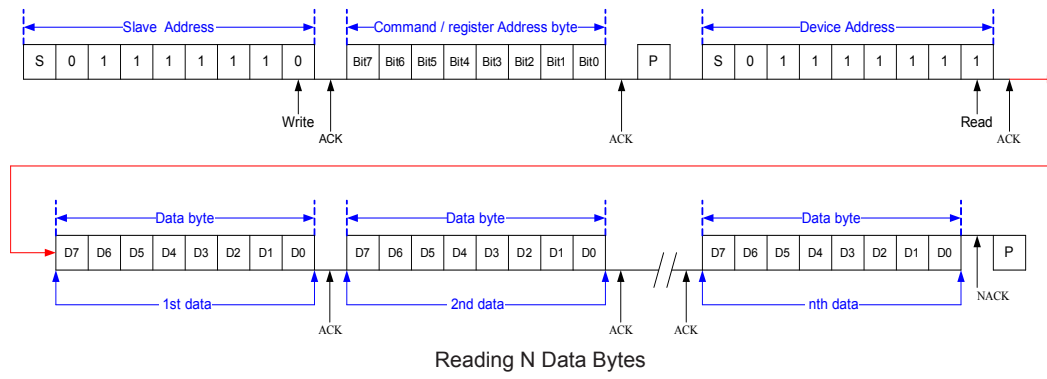 Slave Address Command / register Address byte Device Address
S 0 1 1 1 1 1 1 0 Bit7 Bit6 Bit5 Bit4 Bit3 Bit2 Bit1 Bit0 P S 0 1 1 1 1 1 1 1
Write ACK ACK Read ACK
Data byte Data byte Data byte
D7 D6 D5 D4 D3 D2 D1 D0 D7 D6 D5 D4 D3 D2 D1 D0 D7 D6 D5 D4 D3 D2 D1 D0 P
1st data 2nd data nth data NACK
ACK ACK ACK
Reading N Data Bytes